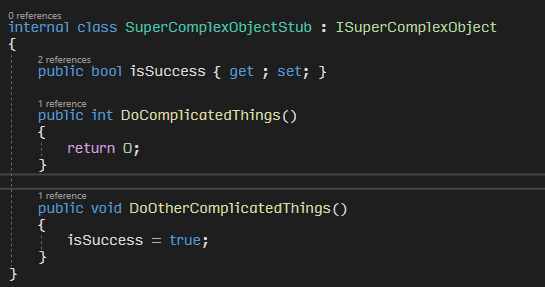 0 references
internal class SuperComplexObjectStub : ISuperComplexObject
{
2 references
public bool isSuccess { get ; set; }
1 reference
public int DoComplicatedThings()
{
return 0;
}
1 reference
public void DoOtherComplicatedThings()
{
isSuccess = true;
}
}